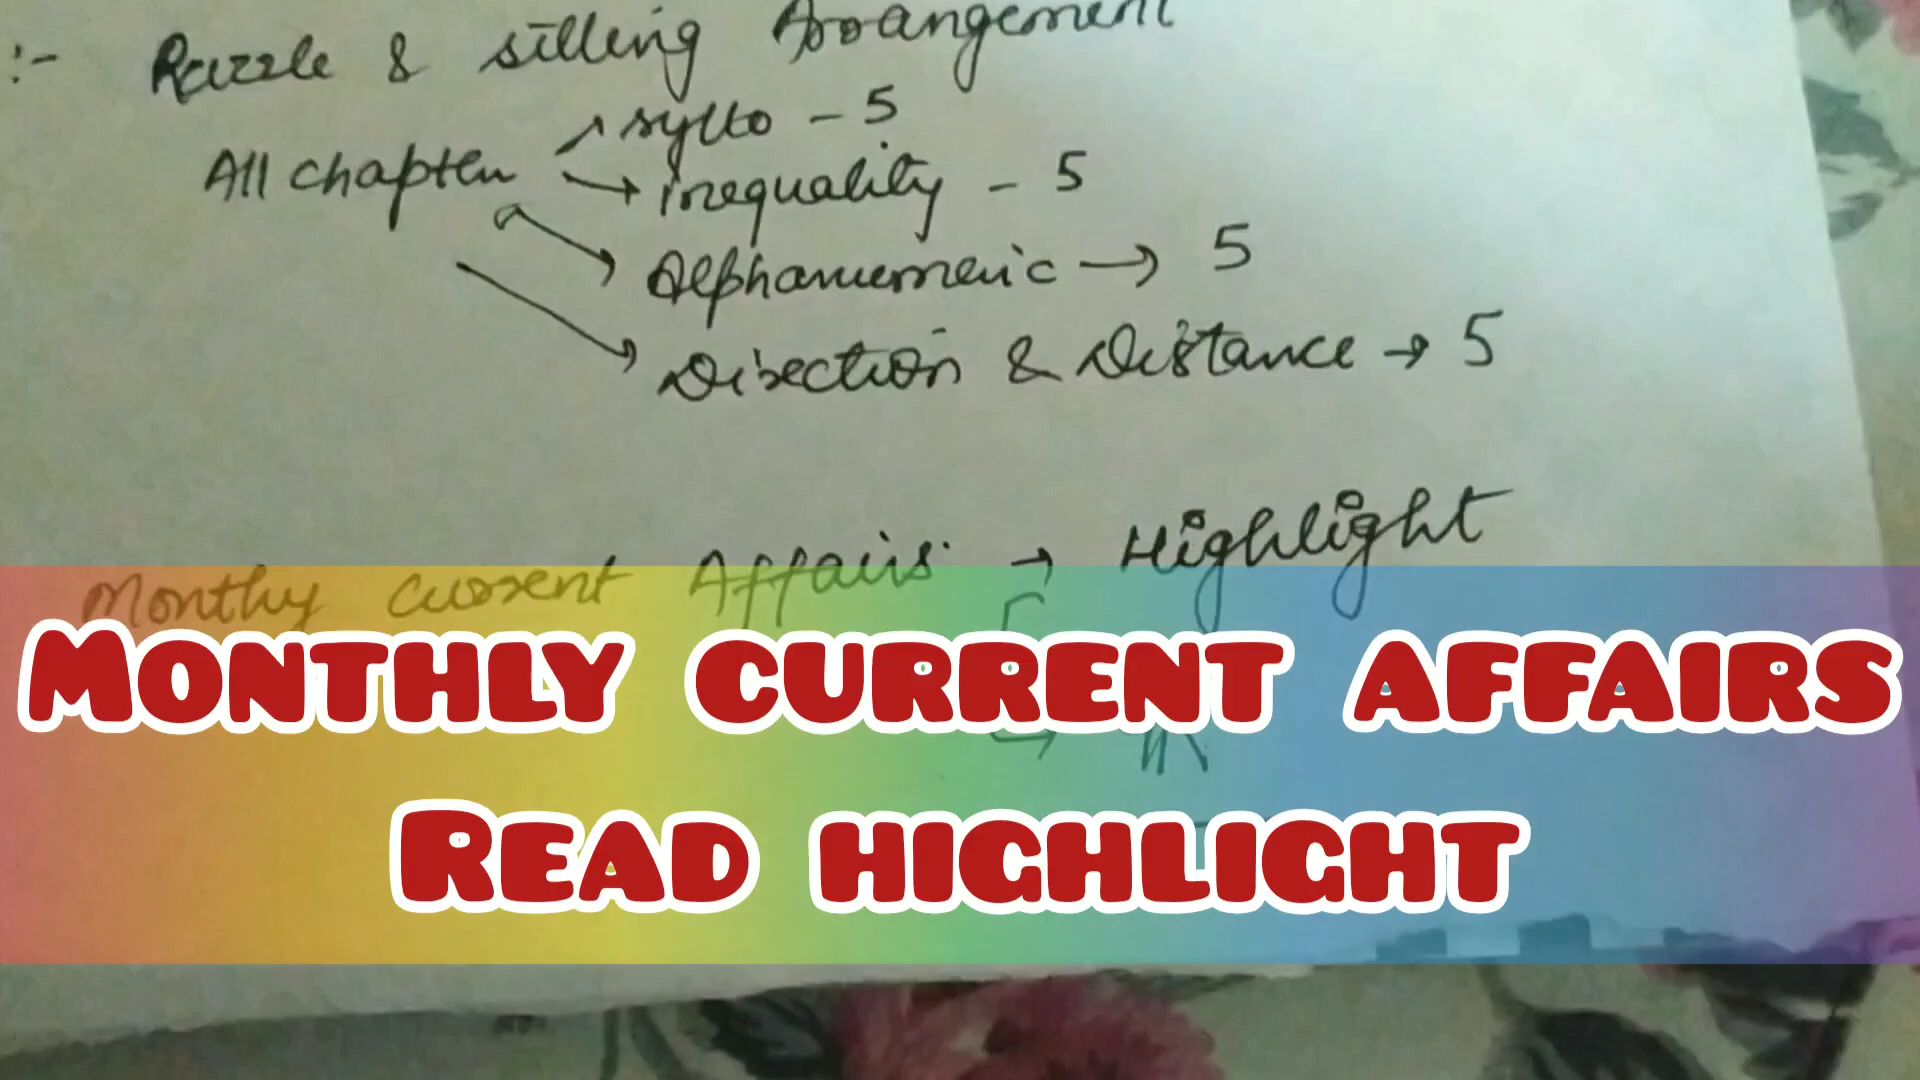 :- Puzzle & sitting Arrangement
All chapter → syllo - 5
→ inequality - 5
→ Alphanumeric → 5
→ Direction & Distance → 5
Monthly current Affairs → Highlight
MONTHLY CURRENT AFFAIRS
READ HIGHLIGHT